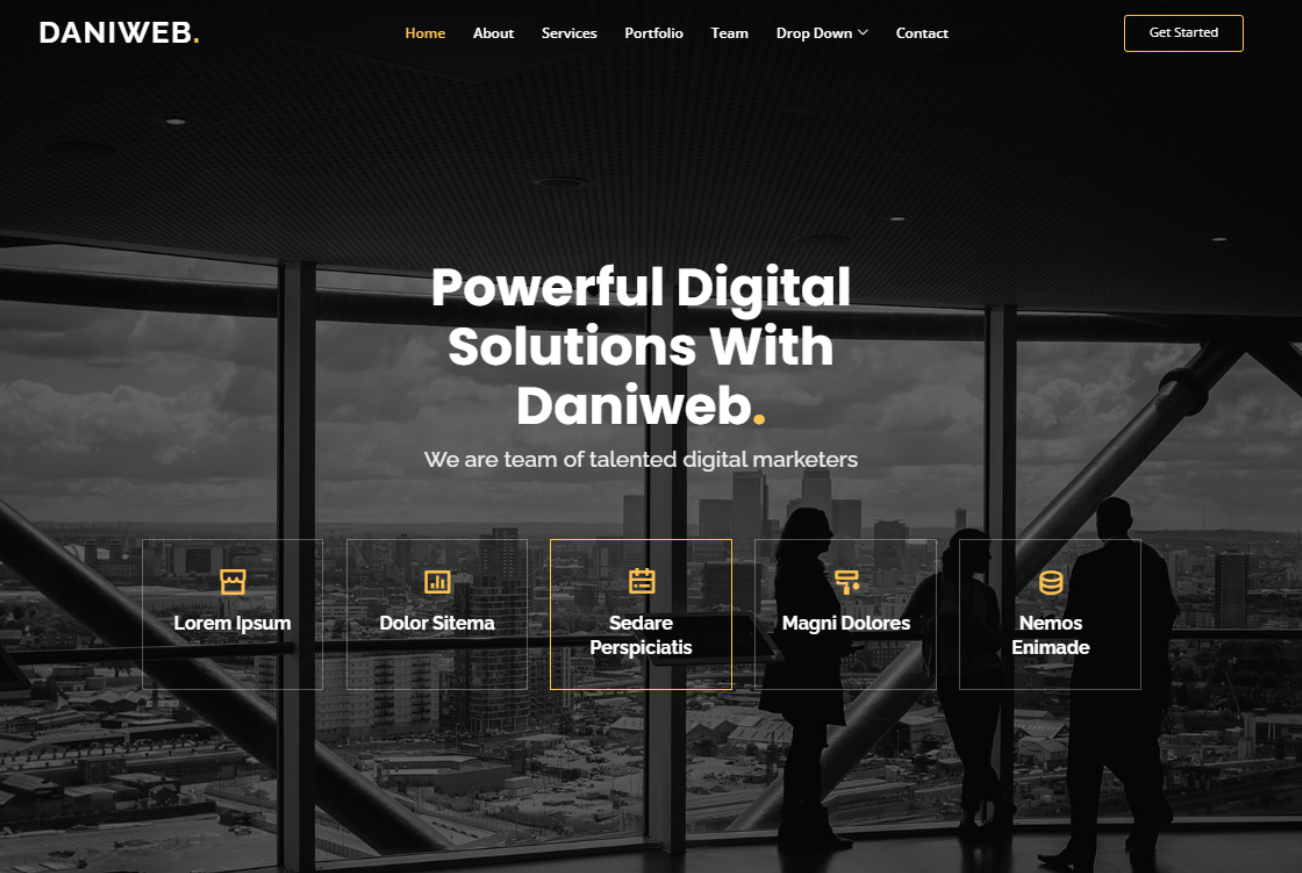 DANIWEB.
Home About Services Portfolio Team Drop Down Contact
Get Started
Powerful Digital
Solutions With
Daniweb.
We are team of talented digital marketers
Lorem Ipsum
Dolor Sitema
Sedare
Perspiciatis
Magni Dolores
Nemos
Enimade